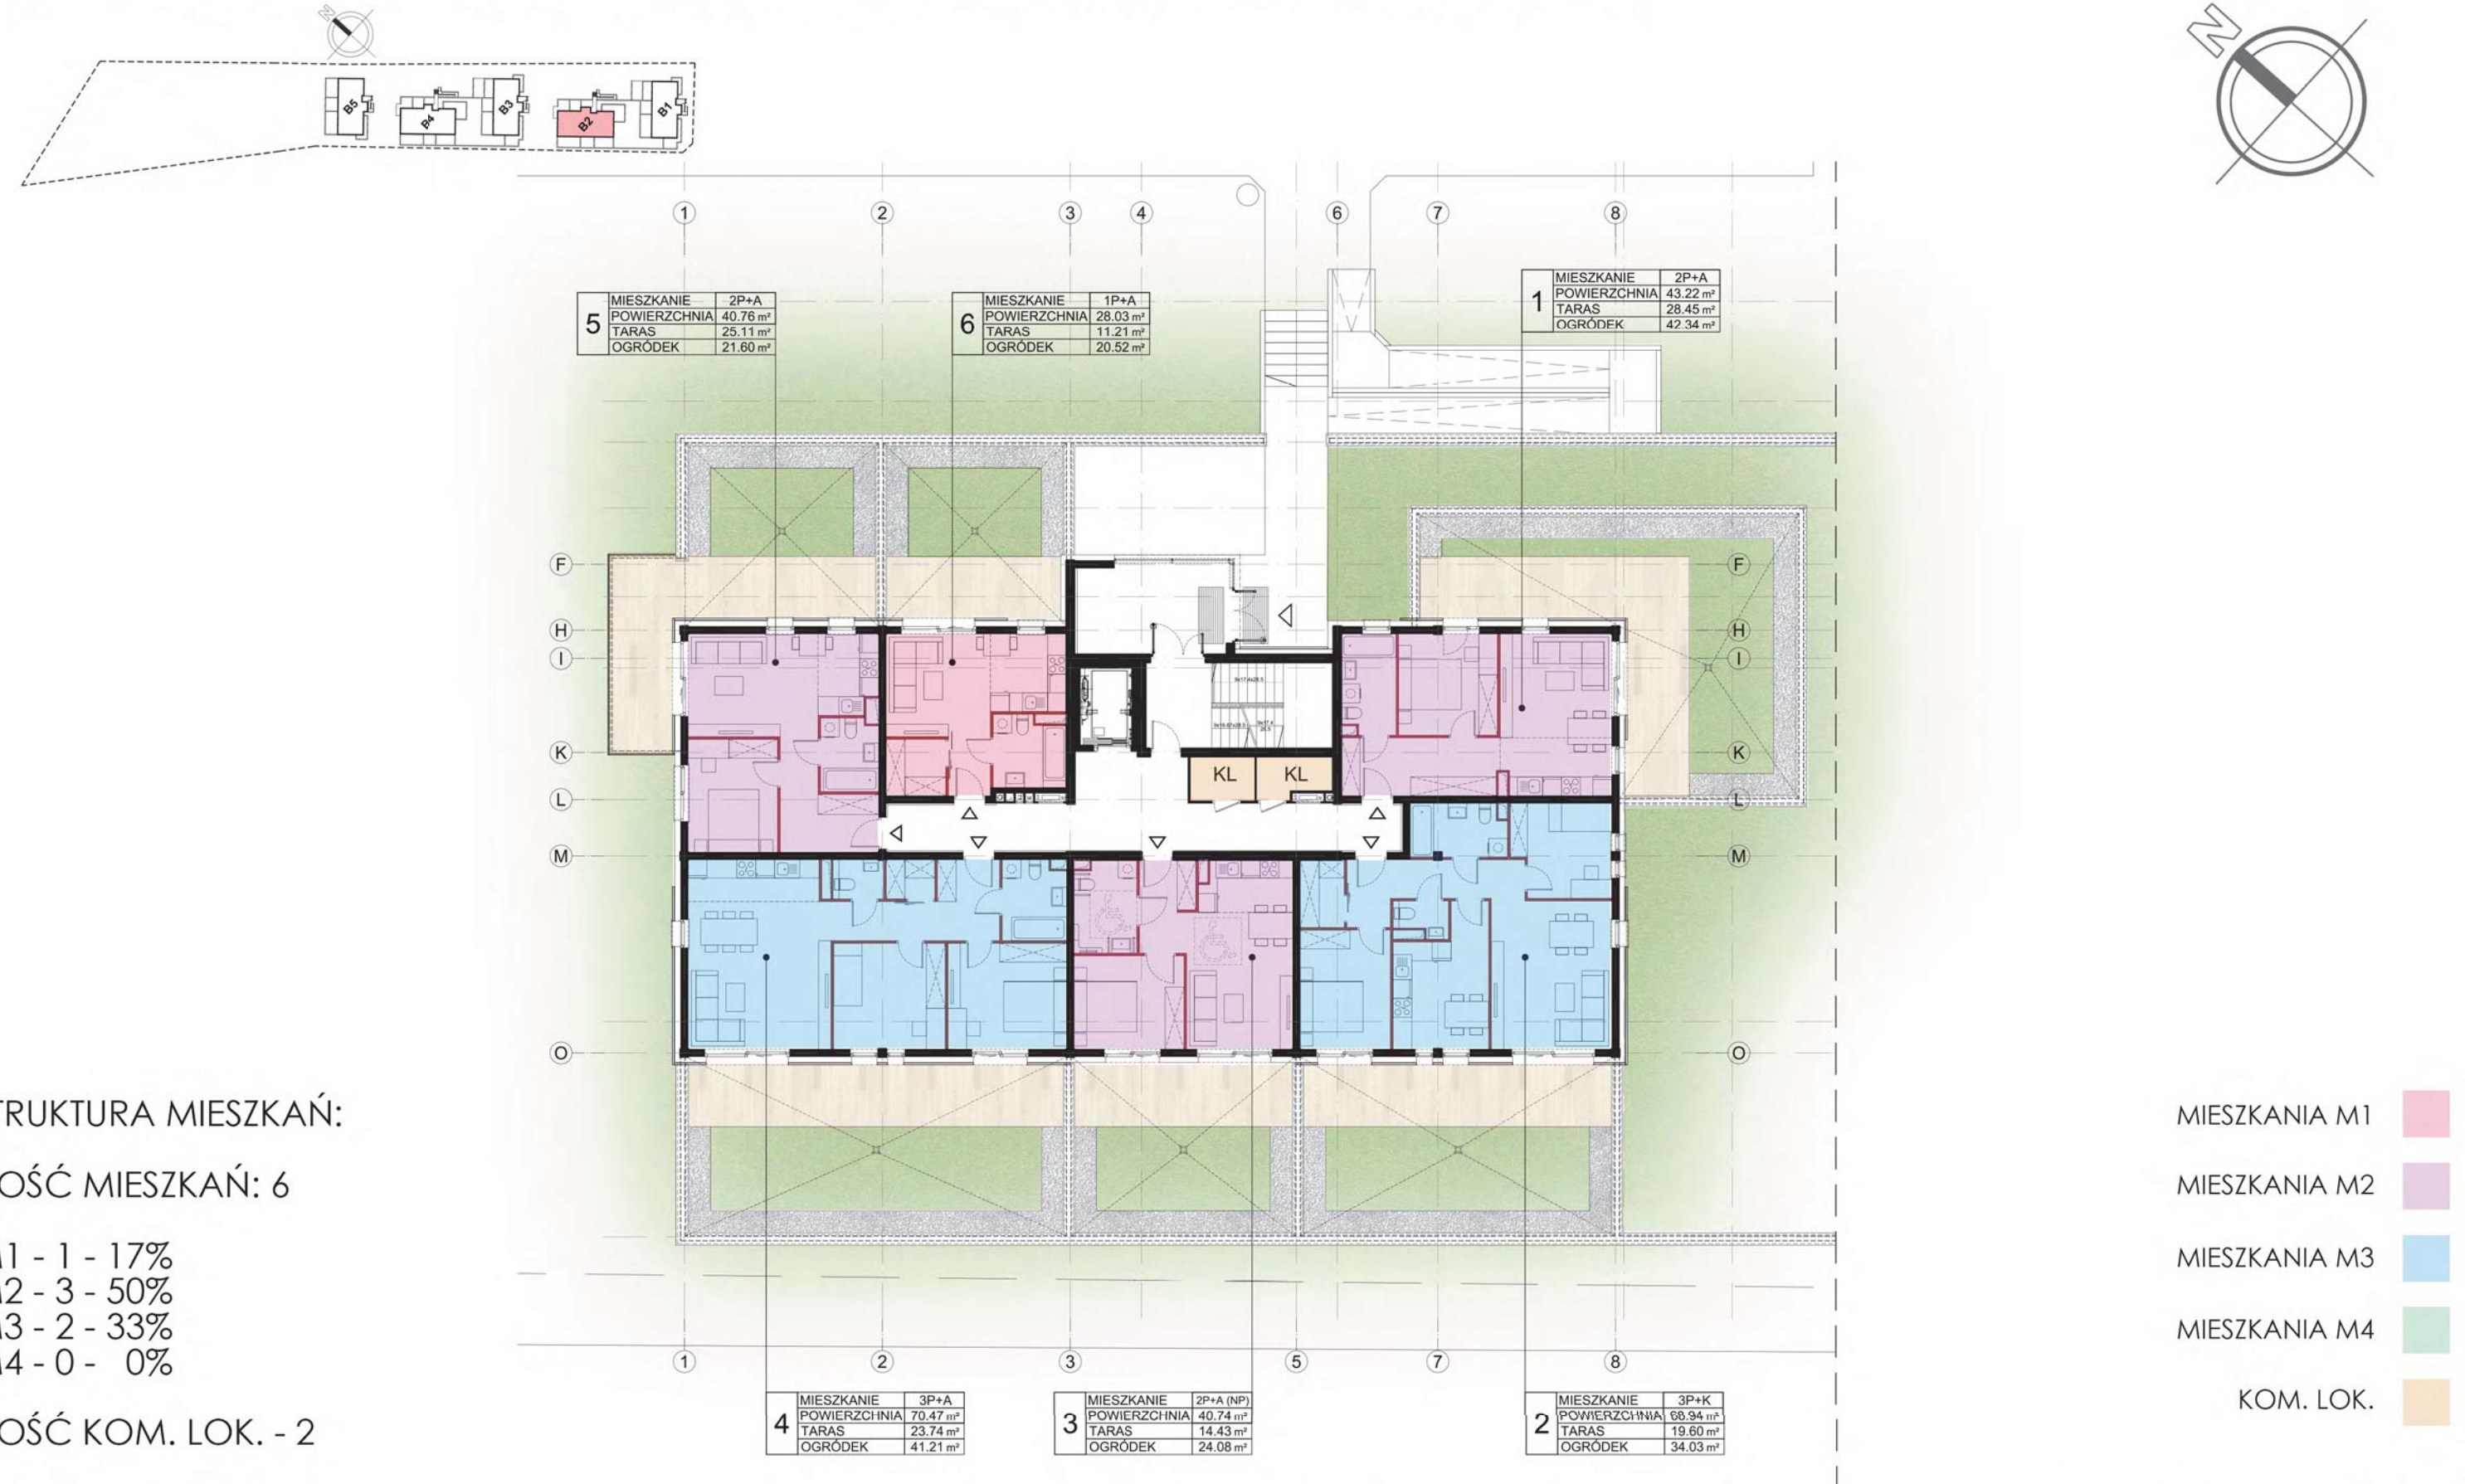 N
B5
B4
B3
B2
B1
N
1 2 3 4 6 7 8
5
MIESZKANIE 2P+A
POWIERZCHNIA 40.76 m²
TARAS 25.11 m²
OGRÓDEK 21.60 m²
6
MIESZKANIE 1P+A
POWIERZCHNIA 28.03 m²
TARAS 11.21 m²
OGRÓDEK 20.52 m²
1
MIESZKANIE 2P+A
POWIERZCHNIA 43.22 m²
TARAS 28.45 m²
OGRÓDEK 42.34 m²
F F
H H
I I
K K
KL KL
L L
M M
O O
TRUKTURA MIESZKAŃ:
OŚĆ MIESZKAŃ: 6
1 - 1 - 17%
2 - 3 - 50%
3 - 2 - 33%
4 - 0 - 0%
OŚĆ KOM. LOK. - 2
MIESZKANIA M1
MIESZKANIA M2
MIESZKANIA M3
MIESZKANIA M4
KOM. LOK.
1 2 3 5 7 8
4
MIESZKANIE 3P+A
POWIERZCHNIA 70.47 m²
TARAS 23.74 m²
OGRÓDEK 41.21 m²
3
MIESZKANIE 2P+A (NP)
POWIERZCHNIA 40.74 m²
TARAS 14.43 m²
OGRÓDEK 24.08 m²
2
MIESZKANIE 3P+K
POWIERZCHNIA m²
TARAS 19.60 m²
OGRÓDEK 34.03 m²